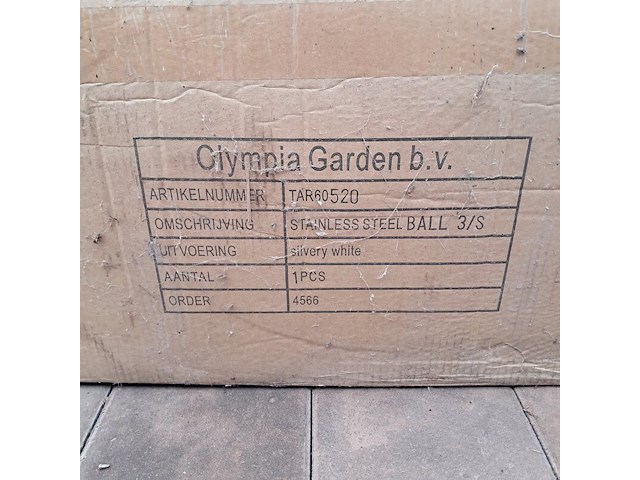 Olympia Garden b.v.
ARTIKELNUMMER TAR60520
OMSCHRIJVING STAINLESS STEEL BALL 3/S
UITVOERING silvery white
AANTAL 1PCS
ORDER 4566